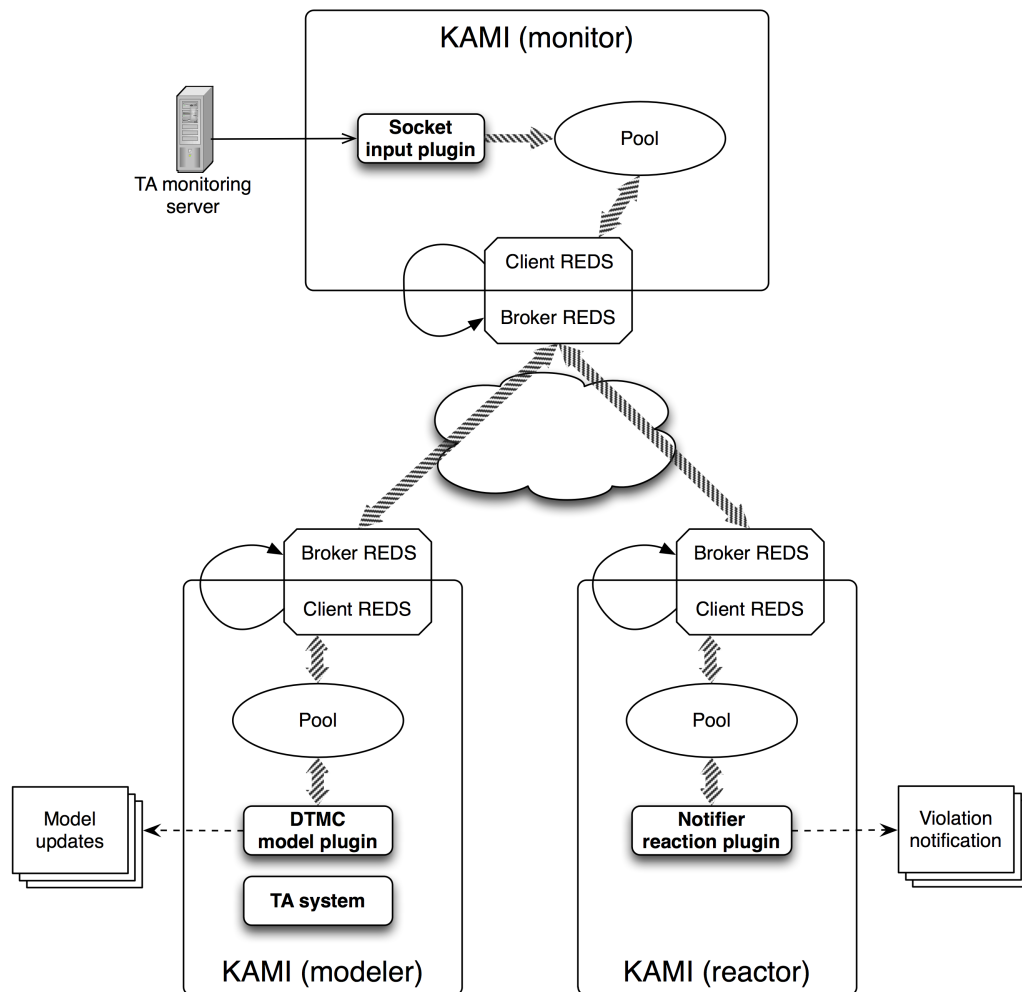 KAMI (monitor)
Socket
input plugin
Pool
TA monitoring
server
Client REDS
Broker REDS
Broker REDS
Client REDS
Pool
DTMC
model plugin
Model
updates
TA system
KAMI (modeler)
Broker REDS
Client REDS
Pool
Notifier
reaction plugin
Violation
notification
KAMI (reactor)